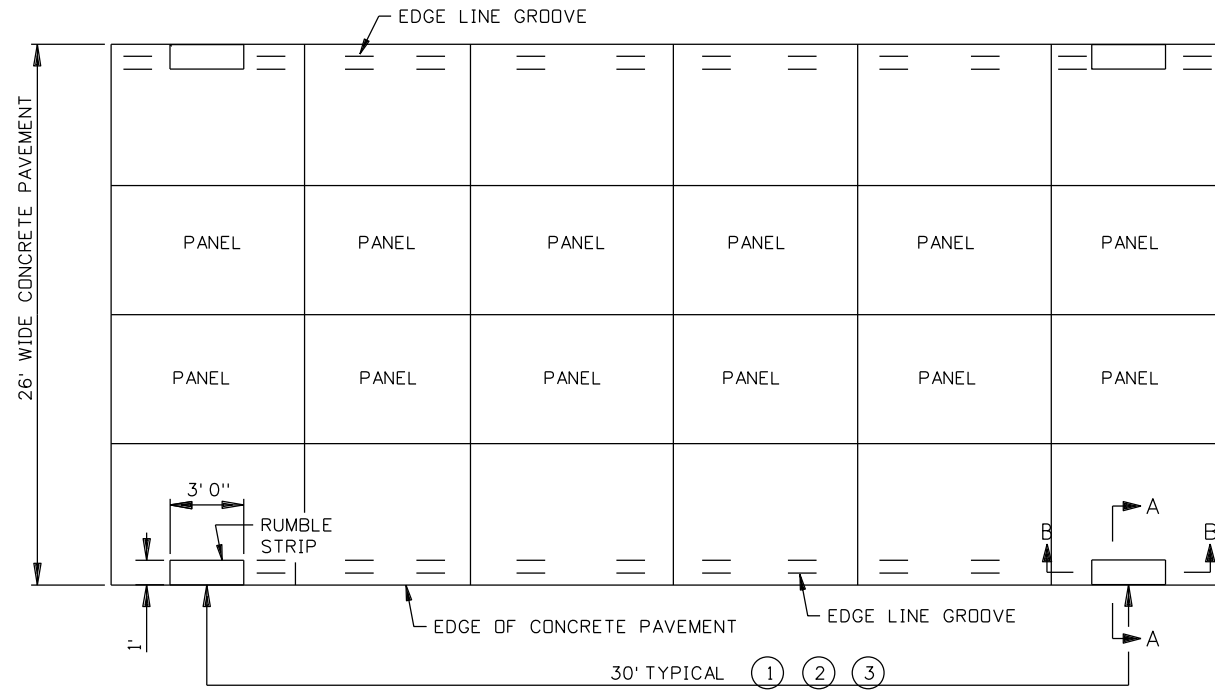 EDGE LINE GROOVE
26' WIDE CONCRETE PAVEMENT
PANEL PANEL PANEL PANEL PANEL PANEL
PANEL PANEL PANEL PANEL PANEL PANEL
3' 0''
RUMBLE
STRIP
A
B B
1'
EDGE OF CONCRETE PAVEMENT
EDGE LINE GROOVE
A
30' TYPICAL 1 2 3